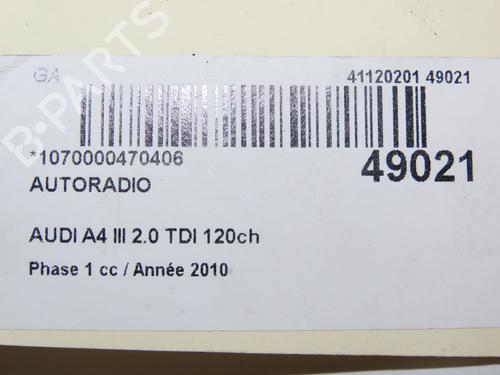 GA
41120201 49021
*1070000470406
49021
AUTORADIO
AUDI A4 III 2.0 TDI 120ch
Phase 1 cc / Année 2010
B-PARTS